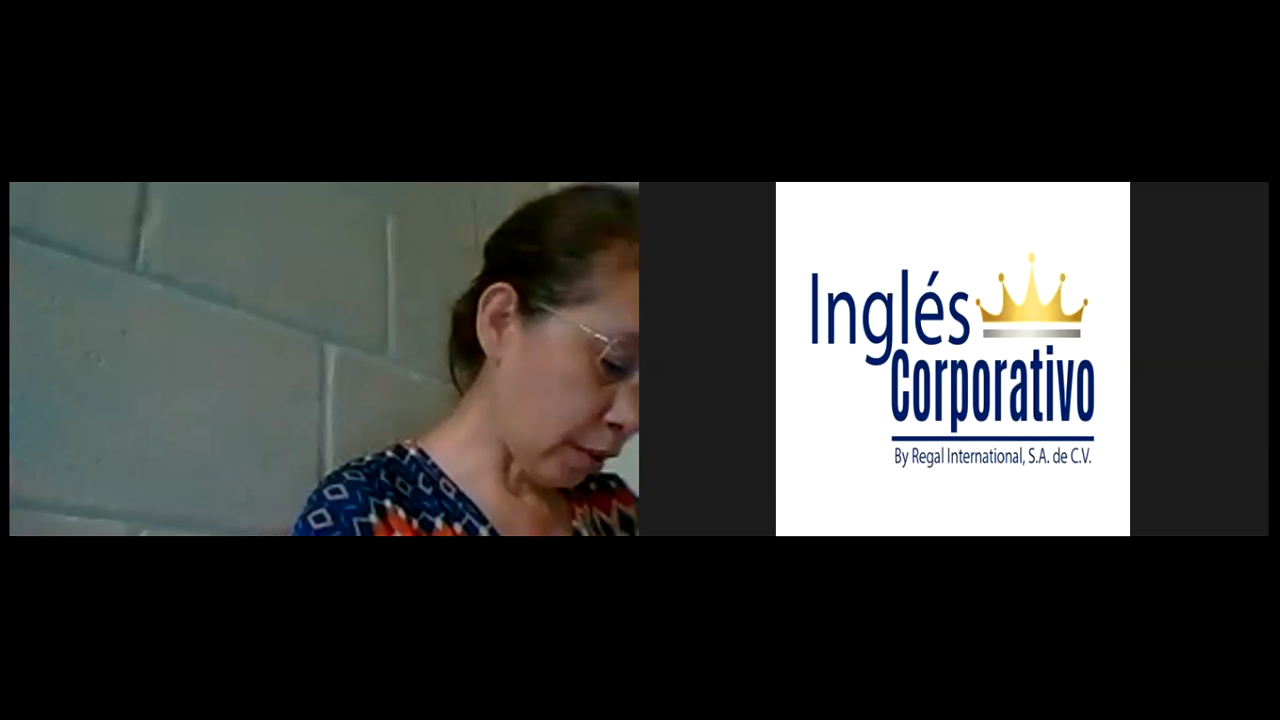 Inglés
Corporativo
By Regal International, S.A. de C.V.